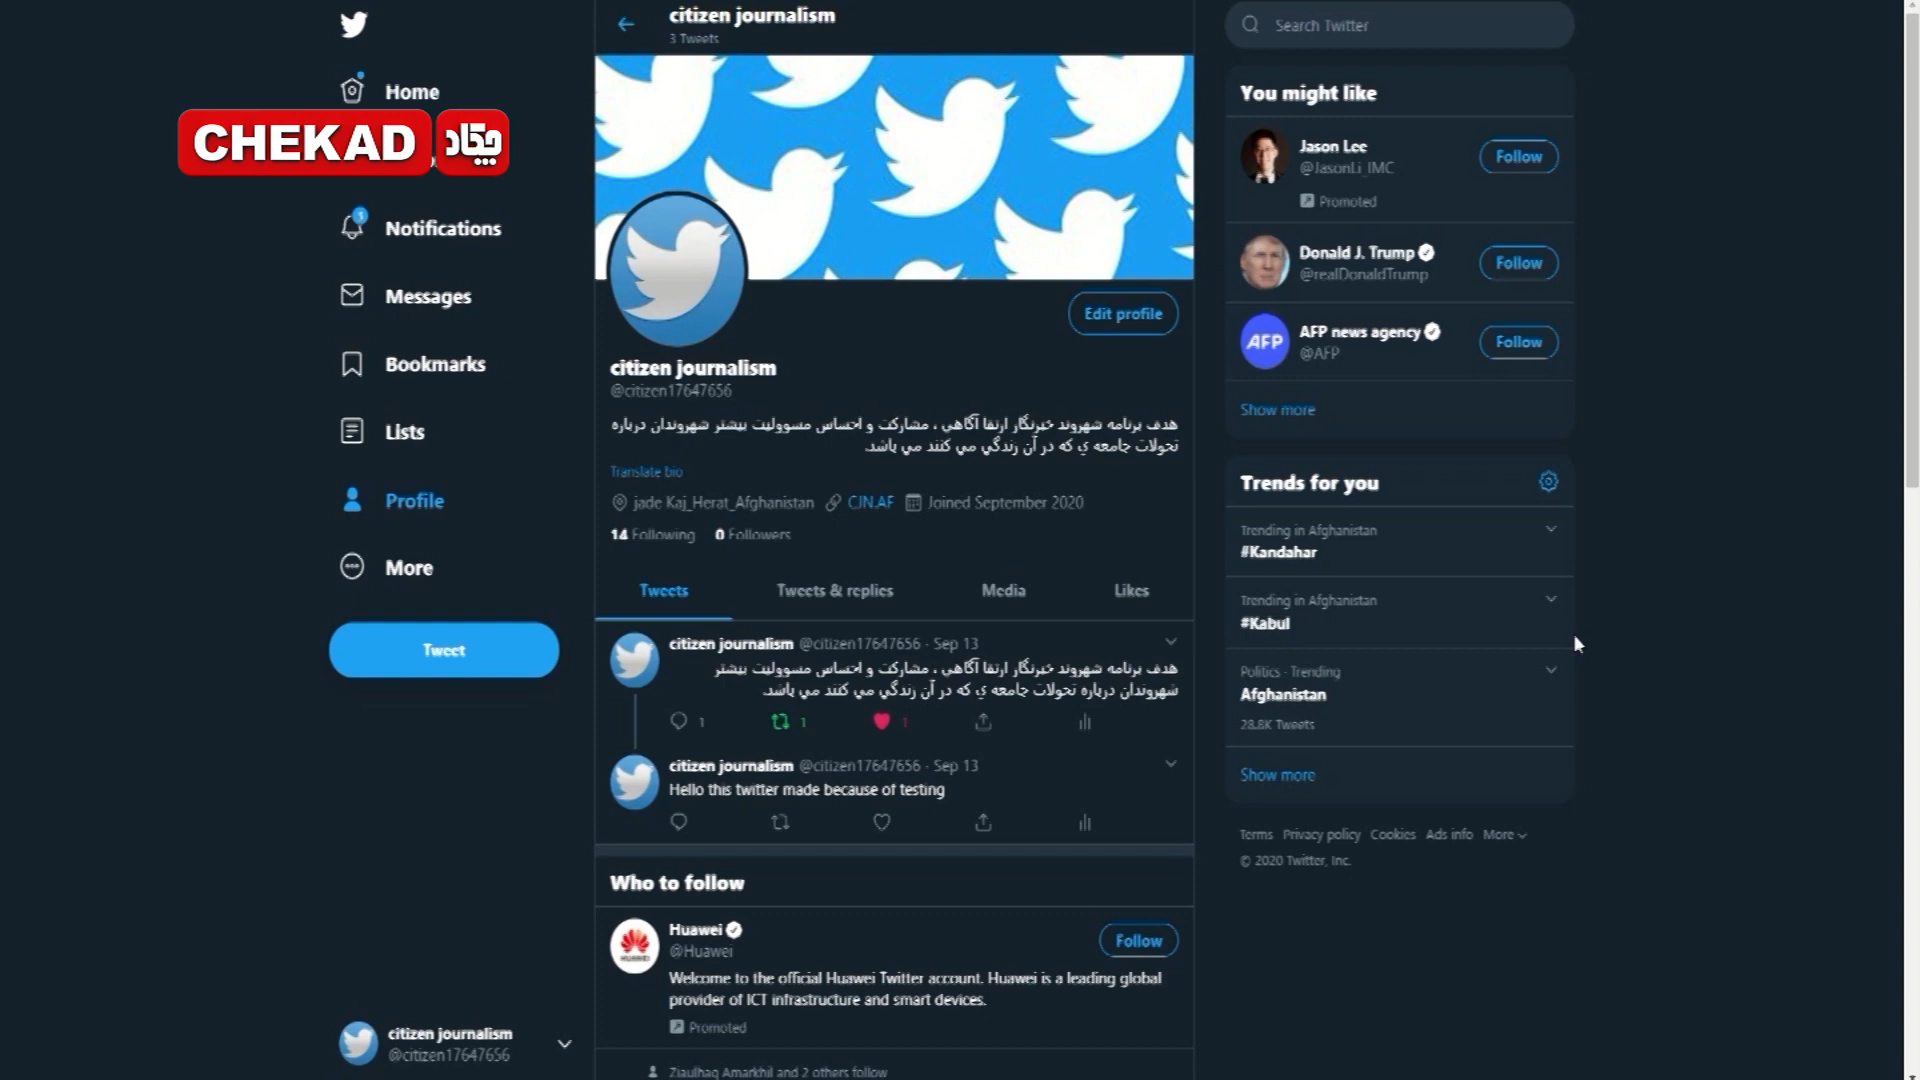 citizen journalism
3 Tweets
Home
CHEKAD چکاد
Notifications
Messages
Bookmarks
Lists
Profile
More
Tweet
citizen journalism
@citizen17647656
Edit profile
citizen journalism
@citizen17647656
هدف برنامه شهروند خبرنگار ارتقا آگاهی ، مشارکت و احساس مسوولیت بیشتر شهروندان درباره
تحولات جامعه ي که در آن زندگي مي کنند مي باشد.
Translate bio
jade Kaj_Herat_Afghanistan CJN.AF Joined September 2020
14 Following 0 Followers
Tweets Tweets & replies Media Likes
citizen journalism @citizen17647656 · Sep 13
هدف برنامه شهروند خبرنگار ارتقا آگاهی ، مشارکت و احساس مسوولیت بیشتر
شهروندان درباره تحولات جامعه ي که در آن زندگي مي کنند مي باشد.
1 1 1
citizen journalism @citizen17647656 · Sep 13
Hello this twitter made because of testing
Who to follow
Huawei
@Huawei
Follow
HUAWEI
Welcome to the official Huawei Twitter account. Huawei is a leading global
provider of ICT infrastructure and smart devices.
Promoted
Ziaulhaq Amarkhil and 2 others follow
Search Twitter
You might like
Jason Lee
@JasonLi_IMC
Follow
Promoted
Donald J. Trump
@realDonaldTrump
Follow
AFP
AFP news agency
@AFP
Follow
Show more
Trends for you
Trending in Afghanistan
#Kandahar
Trending in Afghanistan
#Kabul
Politics · Trending
Afghanistan
28.8K Tweets
Show more
Terms Privacy policy Cookies Ads info More
© 2020 Twitter, Inc.